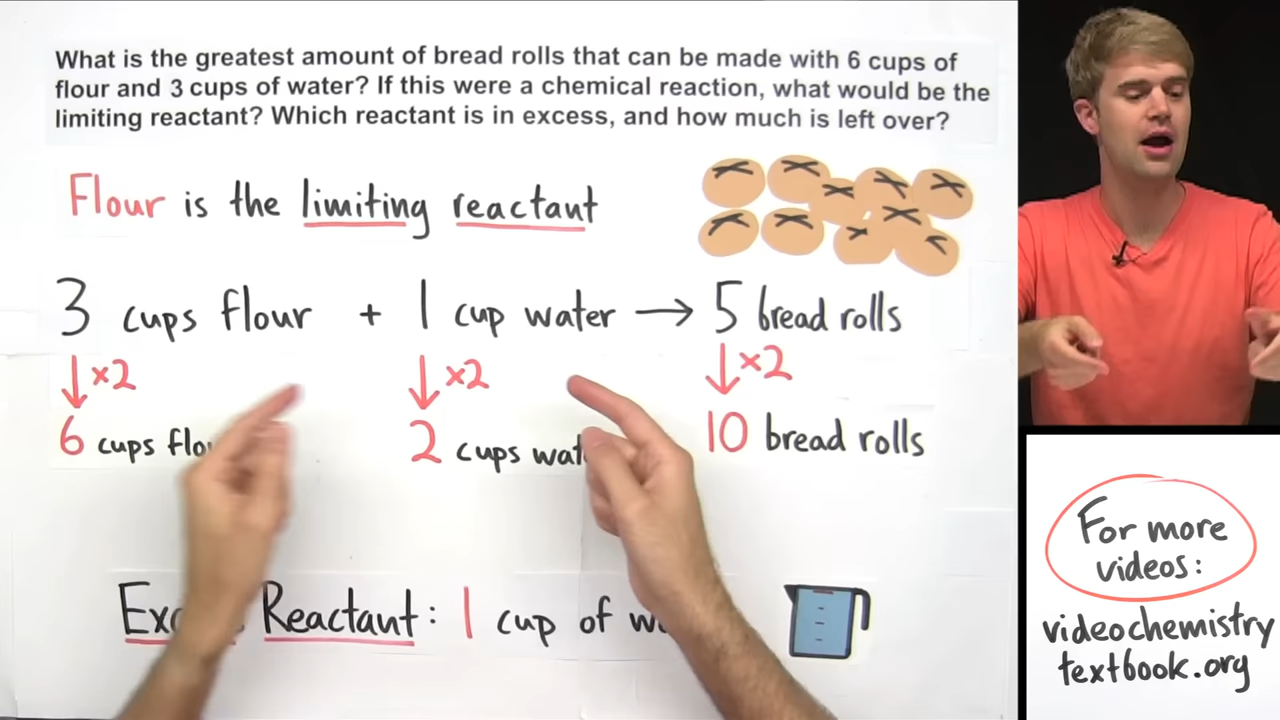 What is the greatest amount of bread rolls that can be made with 6 cups of
flour and 3 cups of water? If this were a chemical reaction, what would be the
limiting reactant? Which reactant is in excess, and how much is left over?
Flour is the limiting reactant
3 cups flour + 1 cup water → 5 bread rolls
↓×2 ↓×2 ↓×2
6 cups 2 cups 10 bread rolls
Reactant: 1 cup of
For more
videos:
videochemistry
textbook.org